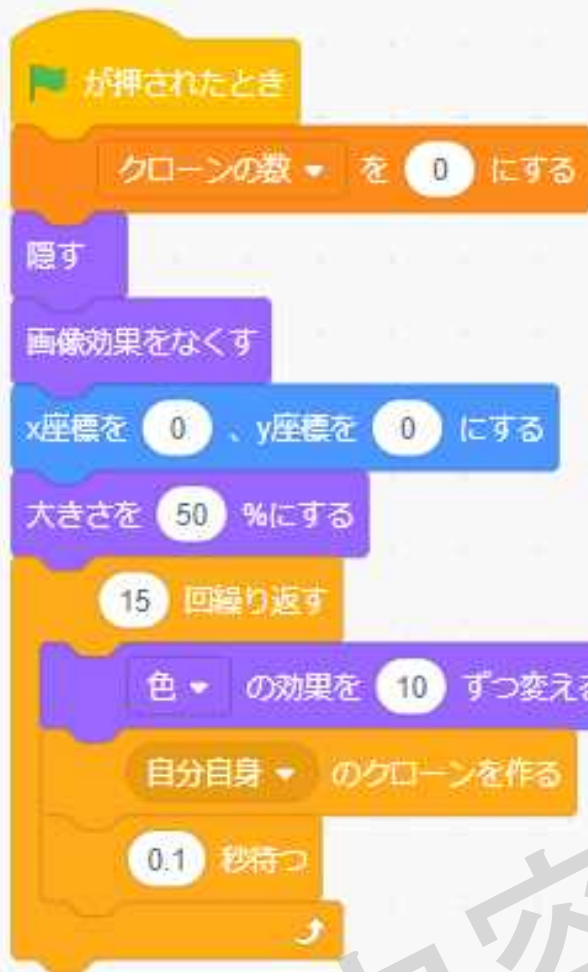 が押されたとき
クローンの数 を 0 にする
隠す
画像効果をなくす
x座標を 0 、y座標を 0 にする
大きさを 50 %にする
15 回繰り返す
色 の効果を 10 ずつ変える
自分自身 のクローンを作る
0.1 秒待つ